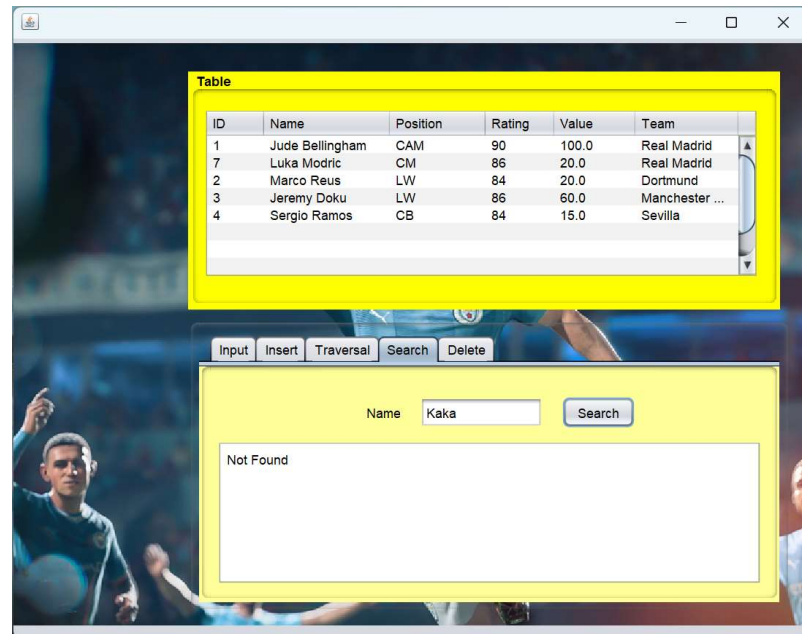 Table
ID Name Position Rating Value Team
1 Jude Bellingham CAM 90 100.0 Real Madrid
7 Luka Modric CM 86 20.0 Real Madrid
2 Marco Reus LW 84 20.0 Dortmund
3 Jeremy Doku LW 86 60.0 Manchester ...
4 Sergio Ramos CB 84 15.0 Sevilla
Input Insert Traversal Search Delete
Name Kaka Search
Not Found